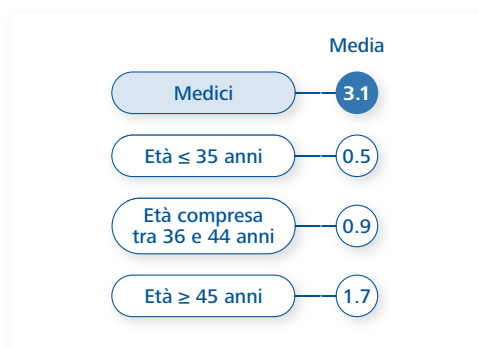 Media
Medici
3.1
Età ≤ 35 anni
0.5
Età compresa
tra 36 e 44 anni
0.9
Età ≥ 45 anni
1.7